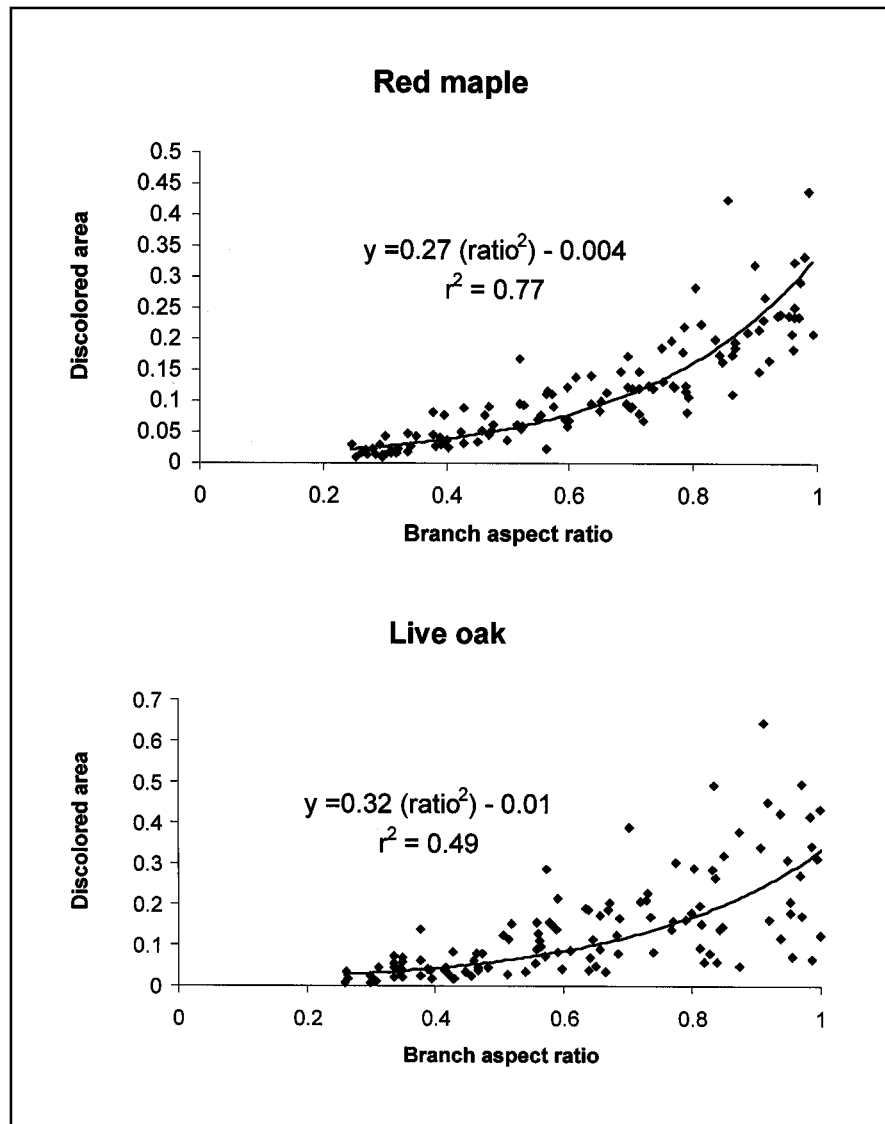 Red maple
0.5
0.45
0.4
0.35
0.3
0.25
0.2
0.15
0.1
0.05
0
Discolored area
y =0.27 (ratio²) - 0.004
r² = 0.77
0 0.2 0.4 0.6 0.8 1
Branch aspect ratio
Live oak
0.7
0.6
0.5
0.4
0.3
0.2
0.1
0
Discolored area
y =0.32 (ratio²) - 0.01
r² = 0.49
0 0.2 0.4 0.6 0.8 1
Branch aspect ratio